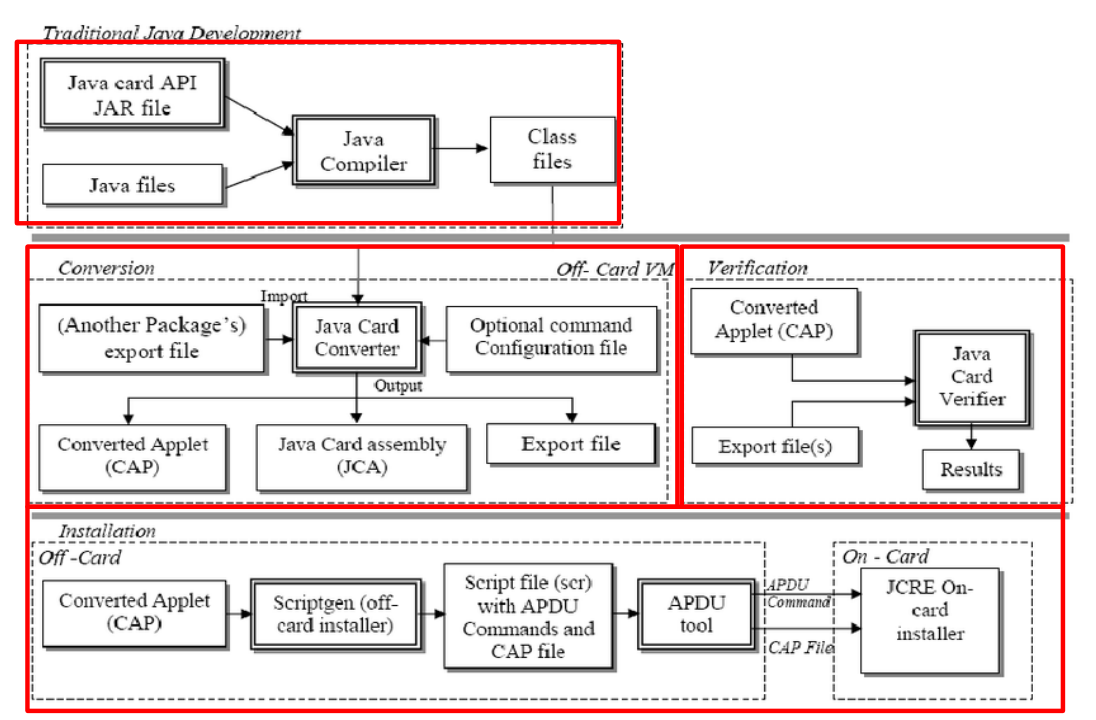 Traditional Java Development
Java card API
JAR file
Java files
Java
Compiler
Class
files
Conversion
Off- Card VM
Import
(Another Package's)
export file
Java Card
Converter
Optional command
Configuration file
Output
Converted Applet
(CAP)
Java Card assembly
(JCA)
Export file
Verification
Converted
Applet (CAP)
Export file(s)
Java
Card
Verifier
Results
Installation
Off -Card
Converted Applet
(CAP)
Scriptgen (off-
card installer)
Script file (scr)
with APDU
Commands and
CAP file
APDU
tool
APDU
Command
CAP File
On - Card
JCRE On-
card
installer